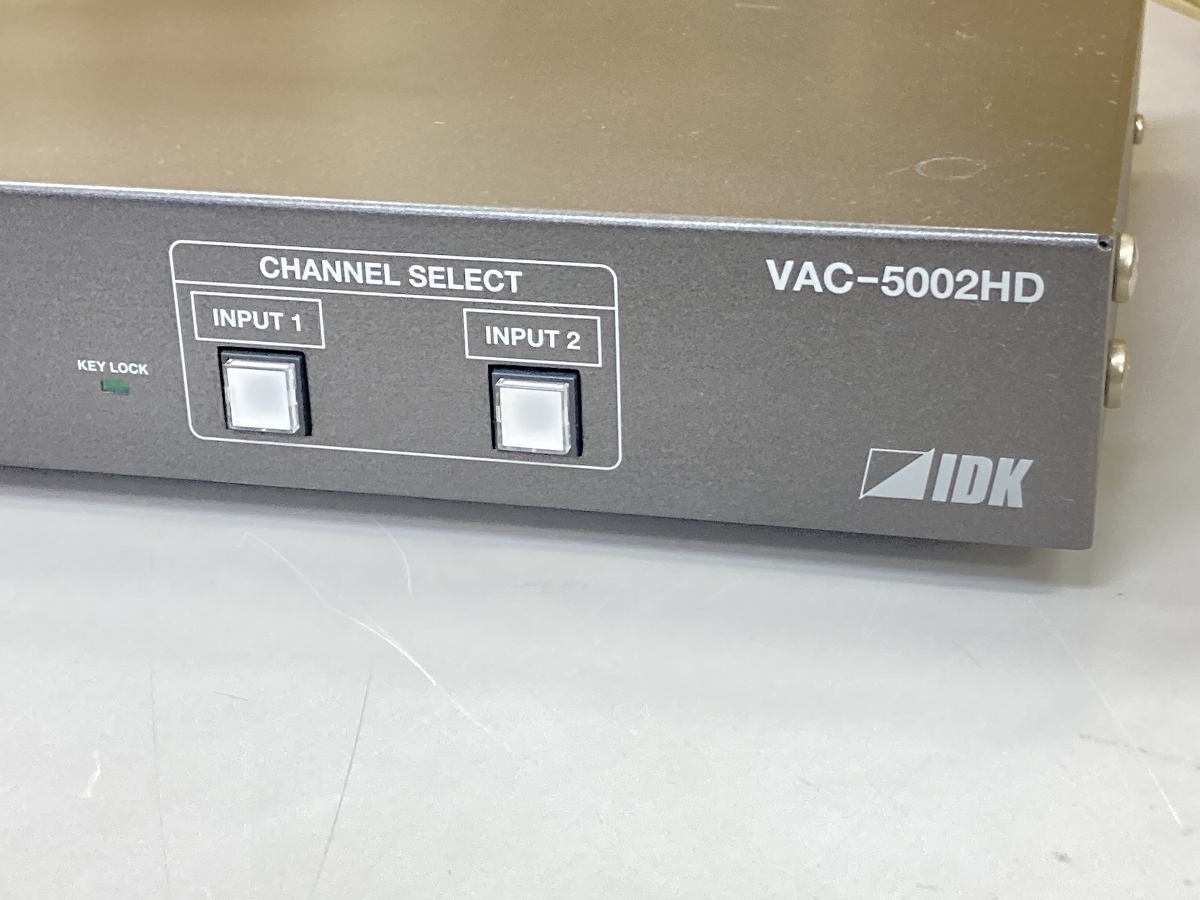 CHANNEL SELECT
INPUT 1
INPUT 2
KEY LOCK
VAC-5002HD
IDK